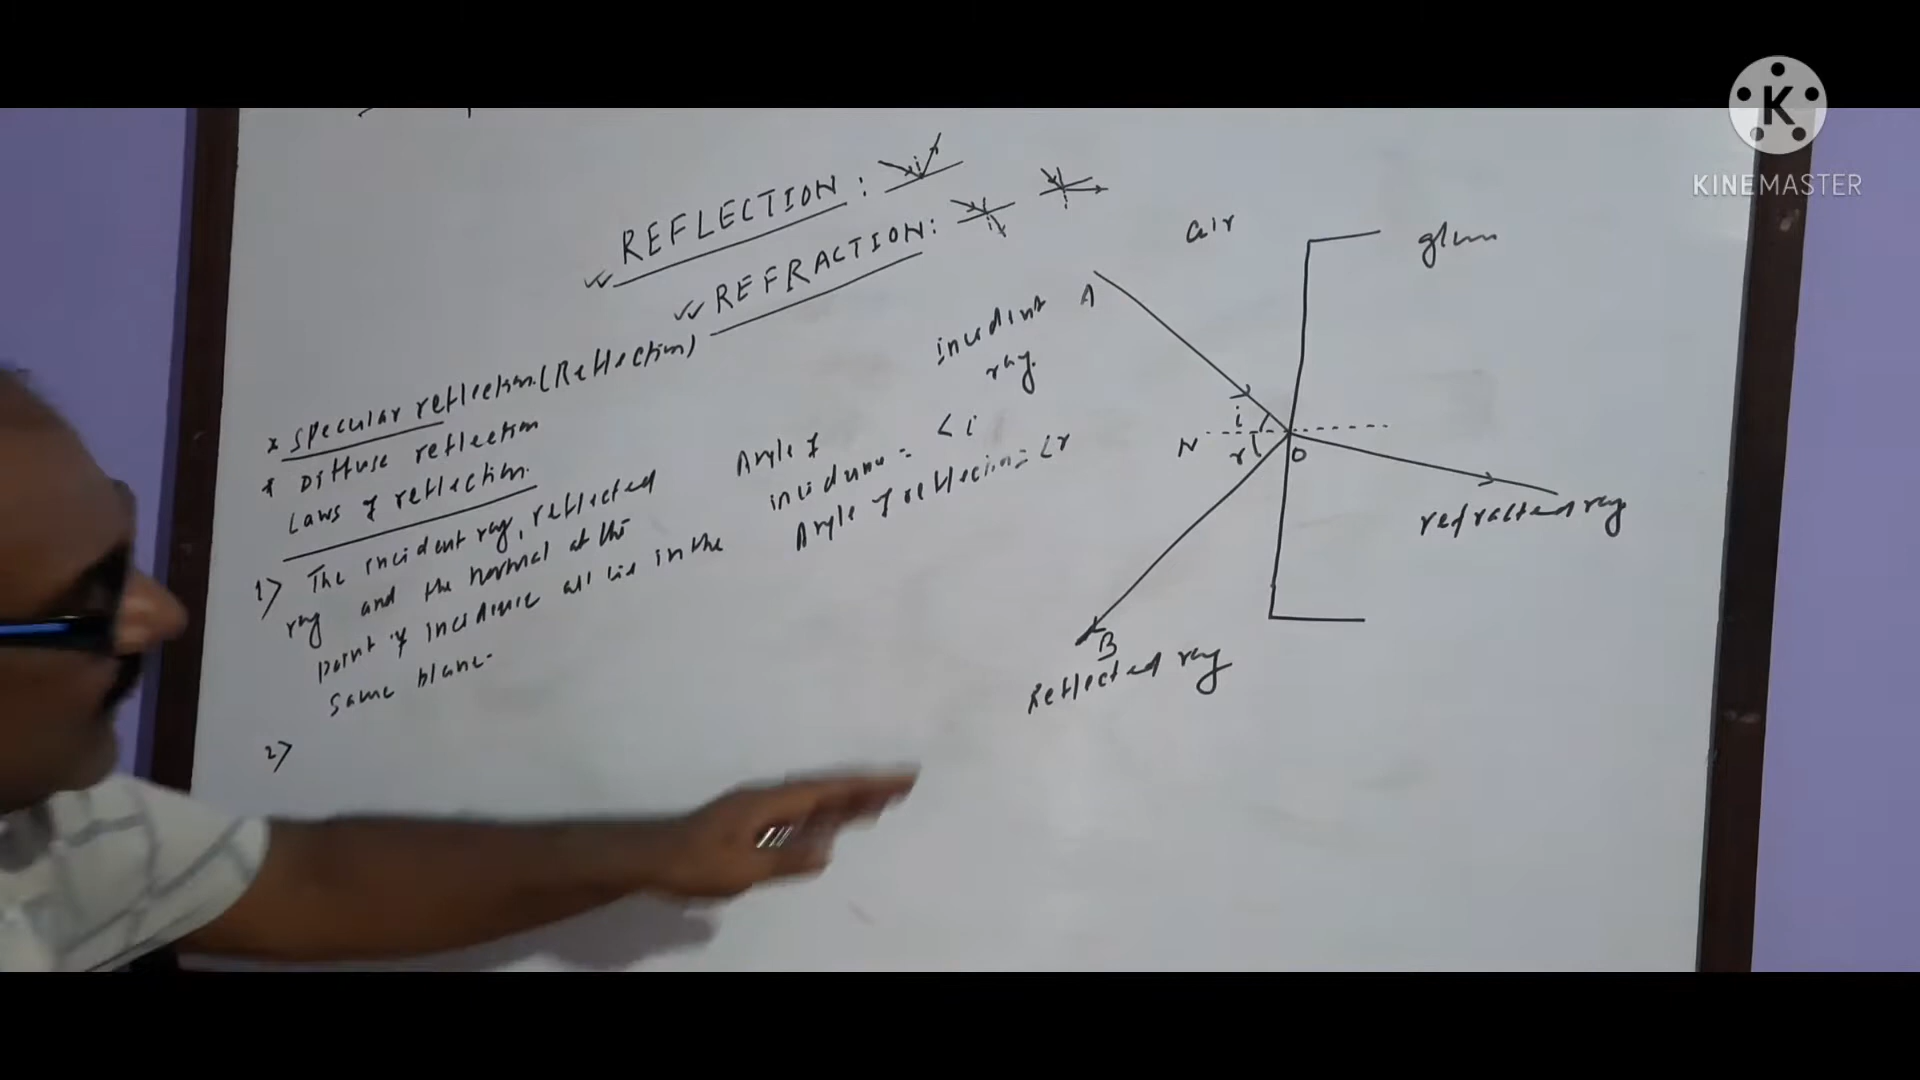 REFLECTION:
REFRACTION:
* Specular reflection. (Reflection)
* Diffuse reflection
Laws of reflection.
1) The incident ray, reflected
ray and the normal at the
point of incidence all lie in the
same plane.
2)
Angle of
incidence = <i
Angle of reflection = <r
air
glass
incident
ray.
A
i
N
r
O
refracted ray
B
Reflected ray
K
KINEMASTER